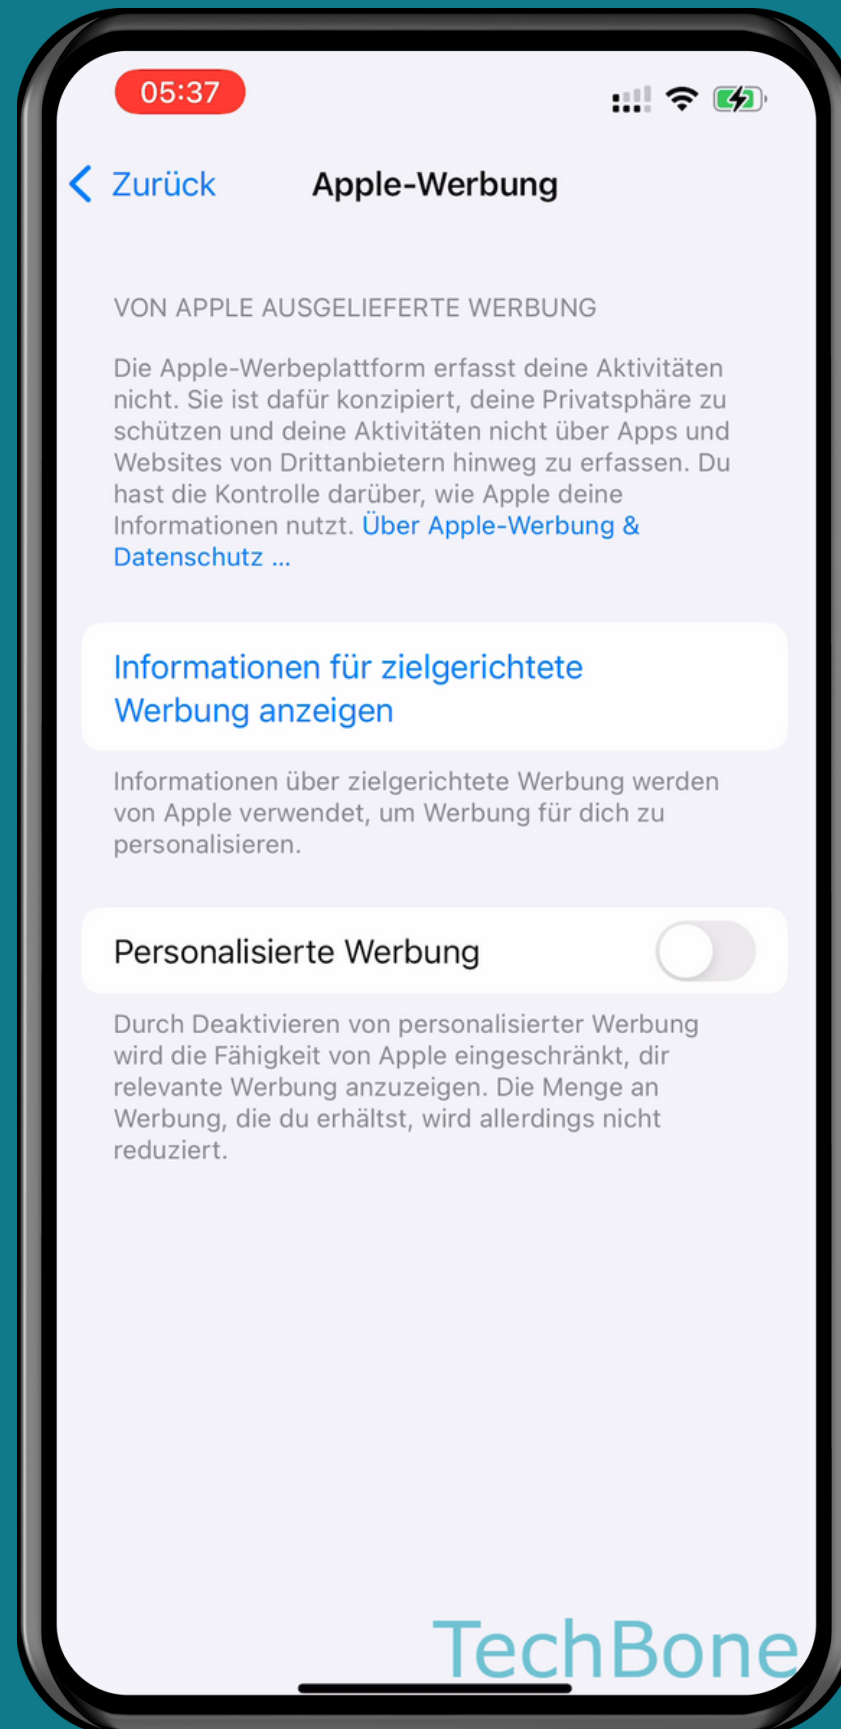 05:37
Zurück
Apple-Werbung
VON APPLE AUSGELIEFERTE WERBUNG
Die Apple-Werbeplattform erfasst deine Aktivitäten
nicht. Sie ist dafür konzipiert, deine Privatsphäre zu
schützen und deine Aktivitäten nicht über Apps und
Websites von Drittanbietern hinweg zu erfassen. Du
hast die Kontrolle darüber, wie Apple deine
Informationen nutzt. Über Apple-Werbung &
Datenschutz ...
Informationen für zielgerichtete
Werbung anzeigen
Informationen über zielgerichtete Werbung werden
von Apple verwendet, um Werbung für dich zu
personalisieren.
Personalisierte Werbung
Durch Deaktivieren von personalisierter Werbung
wird die Fähigkeit von Apple eingeschränkt, dir
relevante Werbung anzuzeigen. Die Menge an
Werbung, die du erhältst, wird allerdings nicht
reduziert.
TechBone